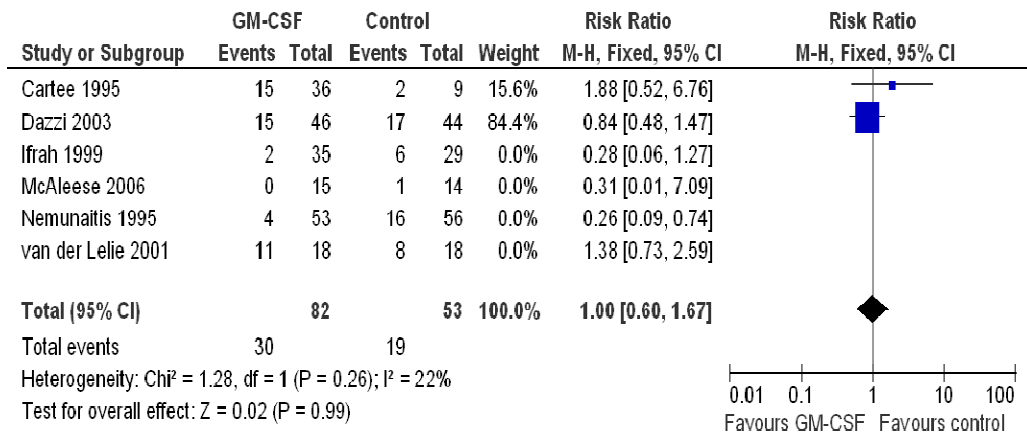 GM-CSF Control Risk Ratio Risk Ratio
Study or Subgroup Events Total Events Total Weight M-H, Fixed, 95% CI M-H, Fixed, 95% CI
Cartee 1995 15 36 2 9 15.6% 1.88 [0.52, 6.76]
Dazzi 2003 15 46 17 44 84.4% 0.84 [0.48, 1.47]
Ifrah 1999 2 35 6 29 0.0% 0.28 [0.06, 1.27]
McAleese 2006 0 15 1 14 0.0% 0.31 [0.01, 7.09]
Nemunaitis 1995 4 53 16 56 0.0% 0.26 [0.09, 0.74]
van der Lelie 2001 11 18 8 18 0.0% 1.38 [0.73, 2.59]
Total (95% CI) 82 53 100.0% 1.00 [0.60, 1.67]
Total events 30 19
Heterogeneity: Chi² = 1.28, df = 1 (P = 0.26); I² = 22%
Test for overall effect: Z = 0.02 (P = 0.99)
0.01 0.1 1 10 100
Favours GM-CSF Favours control